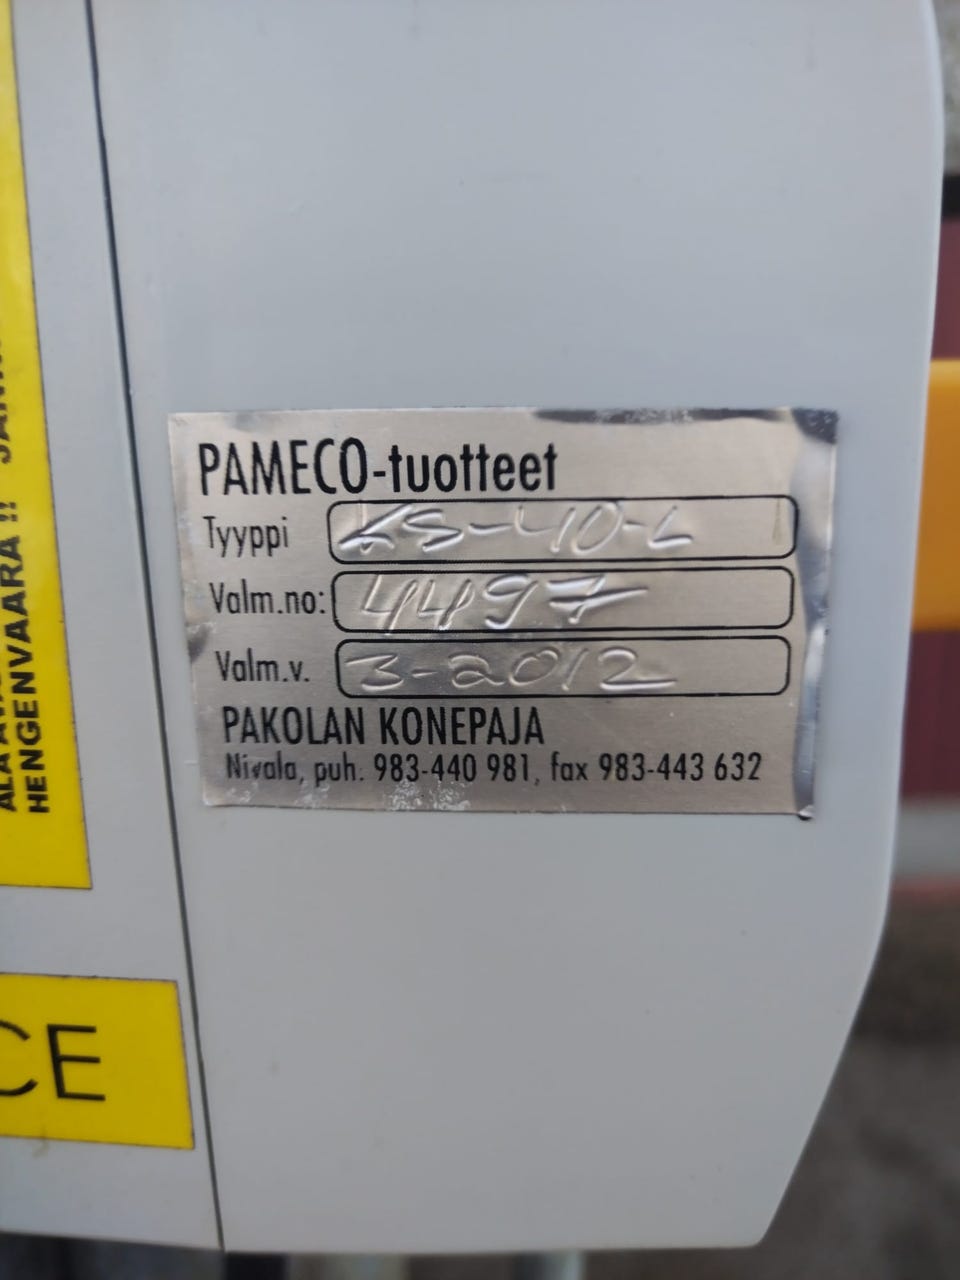 PAMECO-tuotteet
Tyyppi KS-40-L
Valm.no: 4497
Valm.v. 3-2012
PAKOLAN KONEPAJA
Nivala, puh. 983-440 981, fax 983-443 632
HENGENVAARA !!
CE